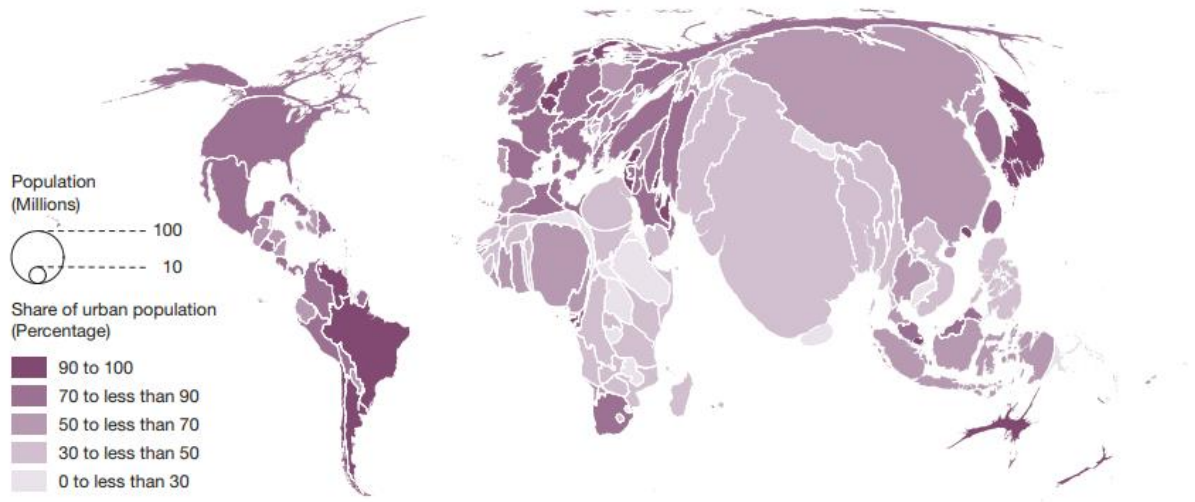 Population
(Millions)
100
10
Share of urban population
(Percentage)
90 to 100
70 to less than 90
50 to less than 70
30 to less than 50
0 to less than 30